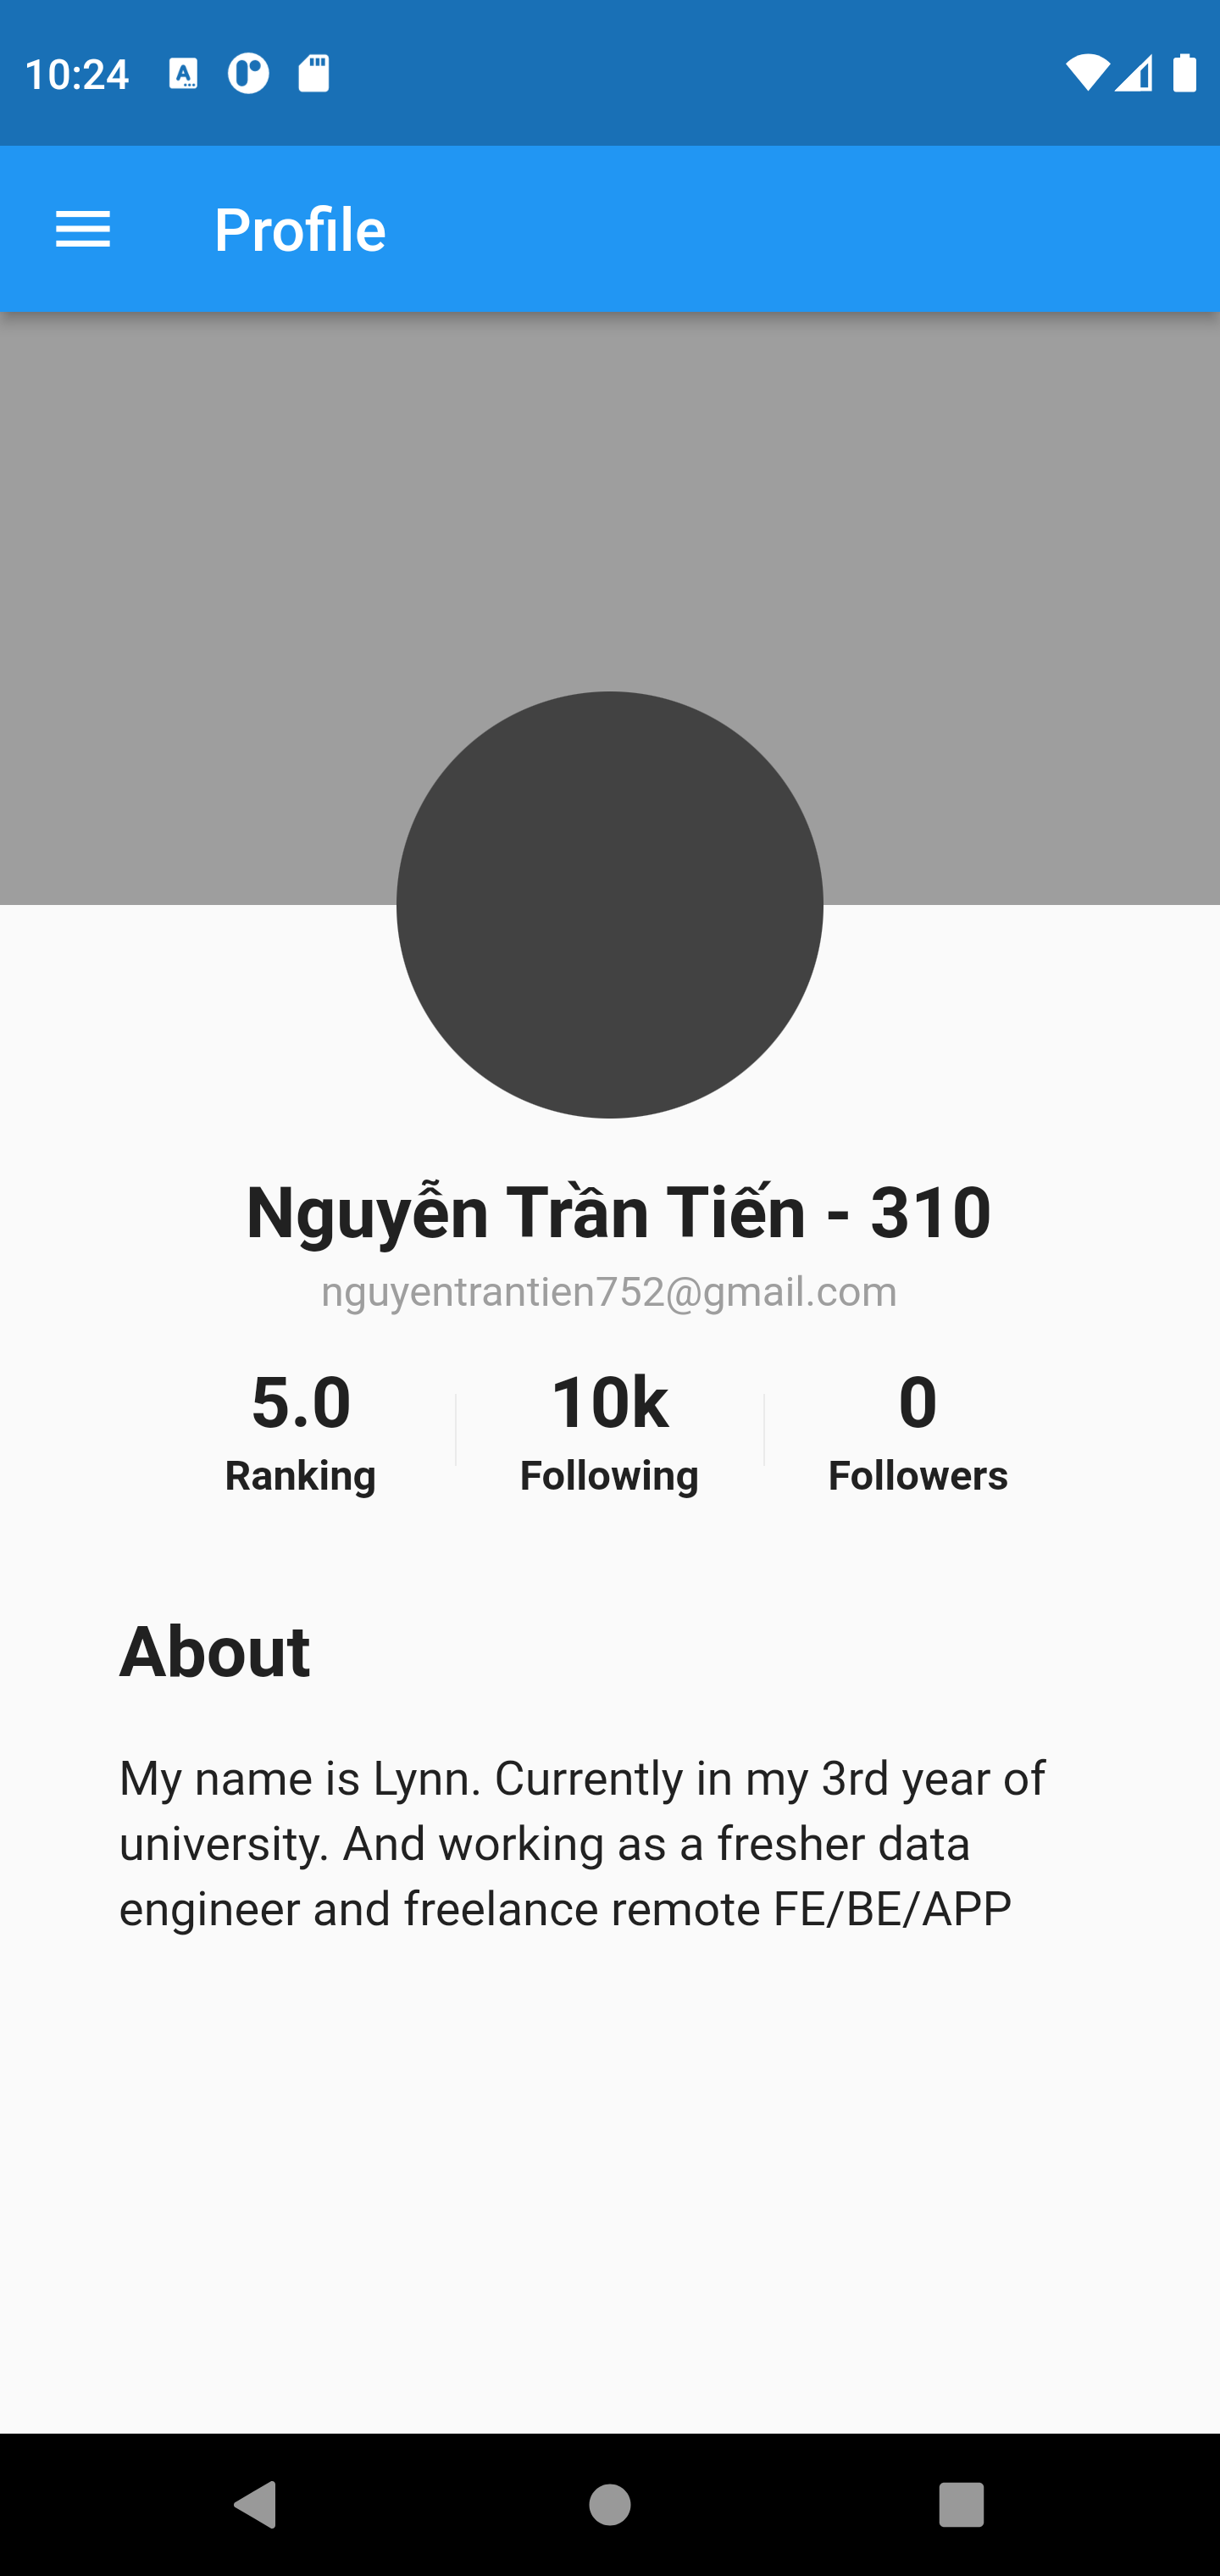 10:24
Profile
Nguyễn Trần Tiến - 310
nguyentrantien752@gmail.com
5.0 10k 0
Ranking Following Followers
About
My name is Lynn. Currently in my 3rd year of
university. And working as a fresher data
engineer and freelance remote FE/BE/APP